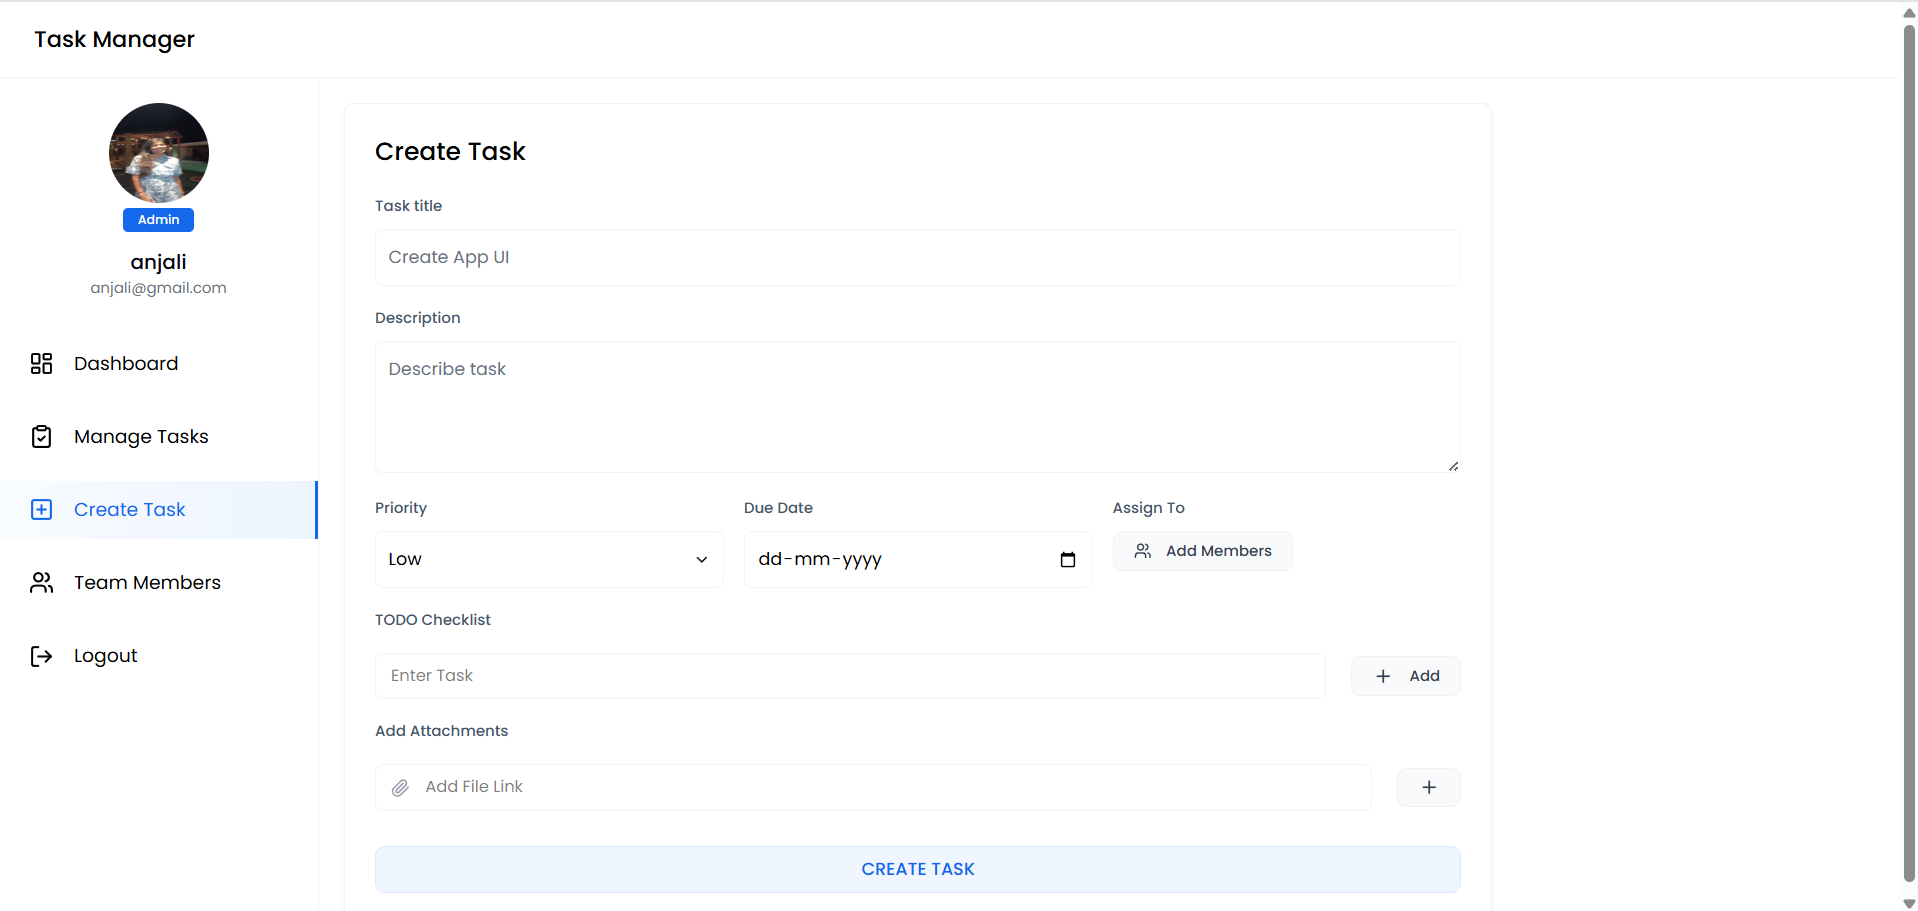 Task Manager
Admin
anjali
anjali@gmail.com
Dashboard
Manage Tasks
Create Task
Team Members
Logout
Create Task
Task title
Create App UI
Description
Describe task
Priority
Due Date
Assign To
Low
dd-mm-yyyy
Add Members
TODO Checklist
Enter Task
Add
Add Attachments
Add File Link
CREATE TASK